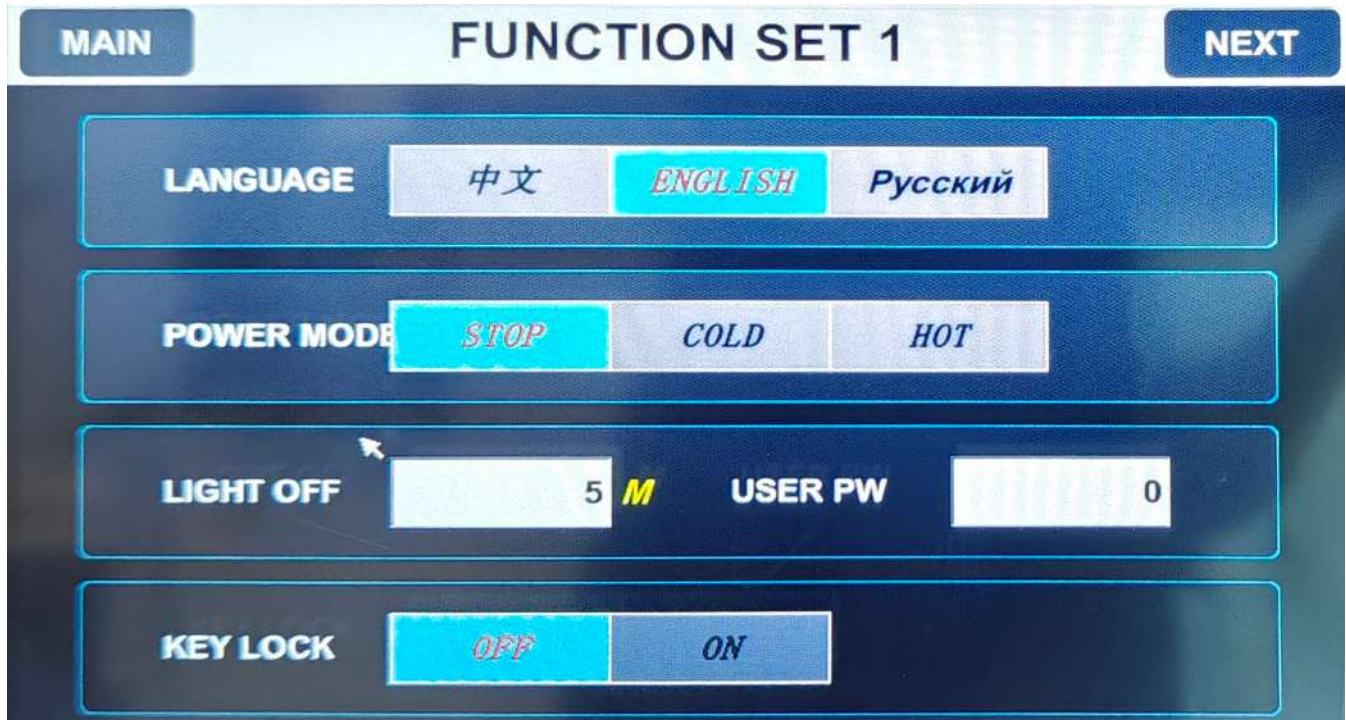 MAIN FUNCTION SET 1 NEXT
LANGUAGE 中文 ENGLISH Русский
POWER MODE STOP COLD HOT
LIGHT OFF 5 M USER PW 0
KEY LOCK OFF ON